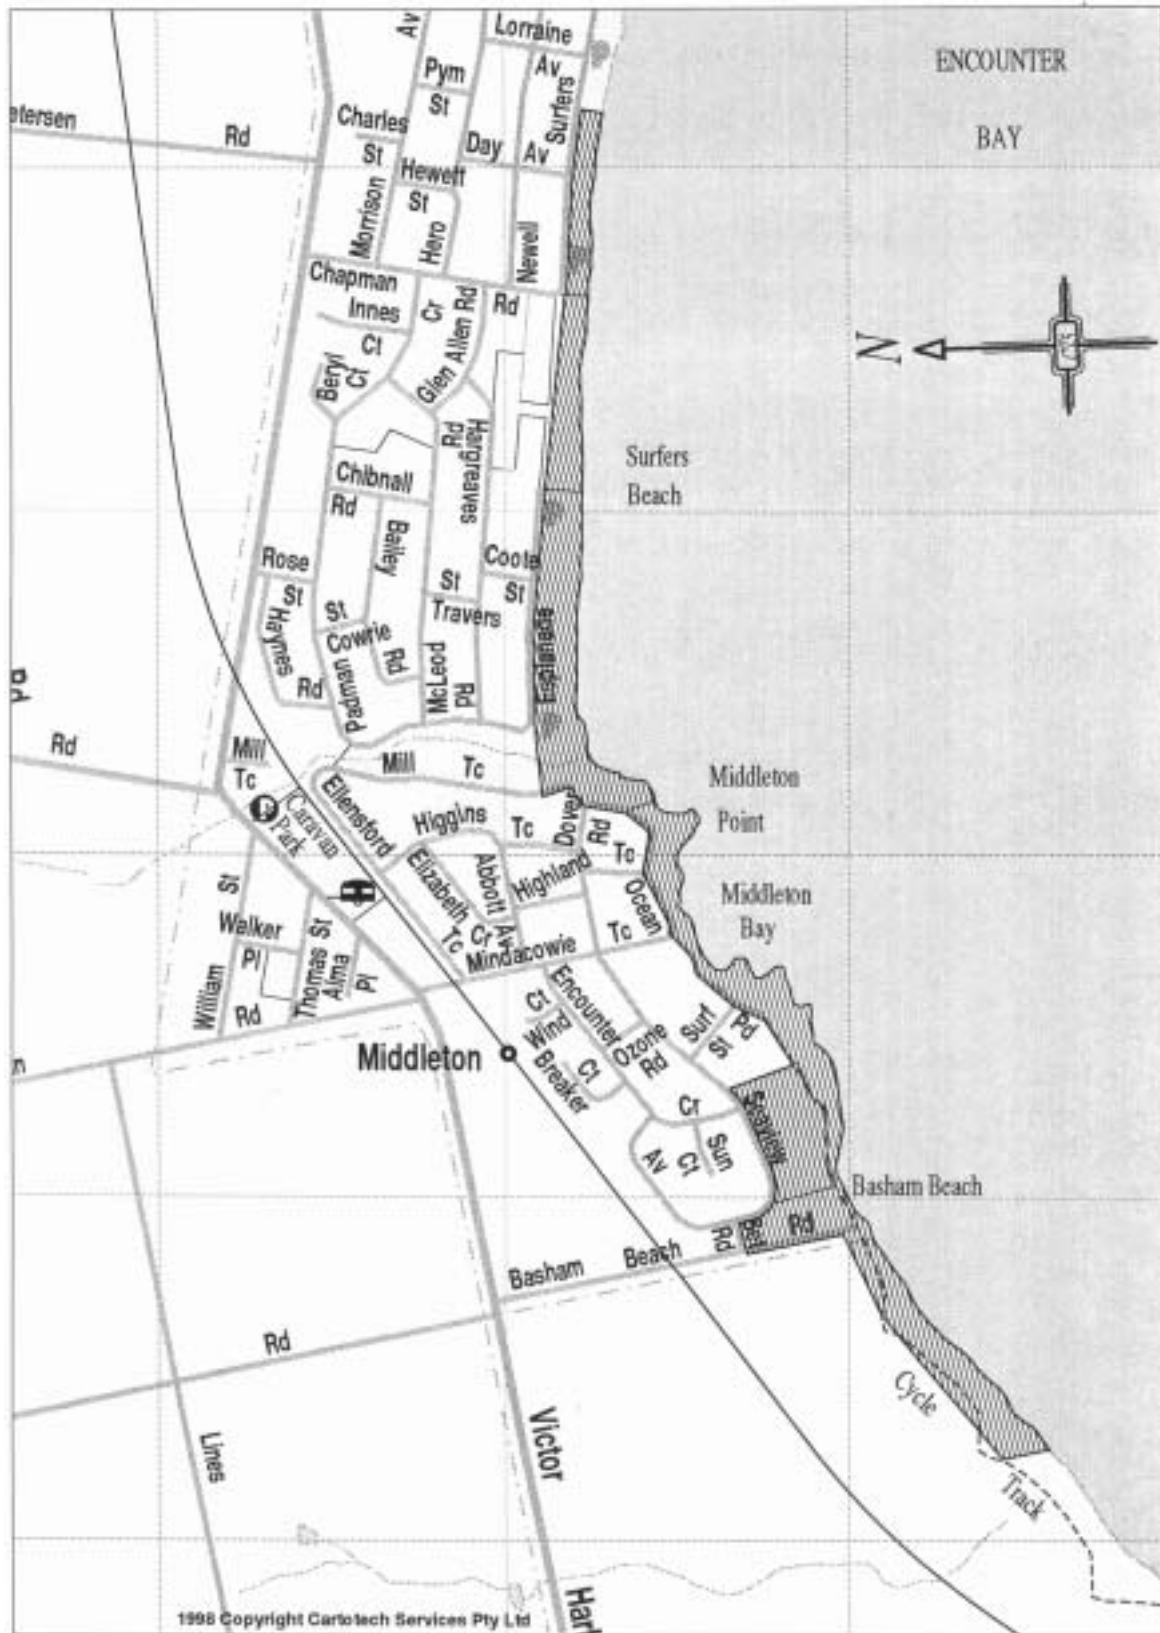 Lorraine
Av
Av
Surfers
ENCOUNTER
BAY
Pym
St
etersen
Rd
Charles
St
Day
Av
Hewett
St
Morrison
Hero
Newell
Chapman
Rd
Innes
Ct
Cr
Glen Allen Rd
N
Beryl
Ct
Rd
Hargreaves
Surfers
Beach
Chibnall
Rd
Bailey
Rose
St
Coote
St
St
Travers
Haynes
Rd
St
Cowrie
Rd
Padman
McLeod
Rd
Esplanade
Rd
Rd
Mill
Tc
Mill
Tc
Middleton
Point
Caravan
Park
Ellensford
Tc
Higgins
Tc
Dover
Rd
Tc
Elizabeth
Cr
Abbott
Av
Highland
Tc
Ocean
Middleton
Bay
St
Walker
Pl
William
Rd
Thomas St
Alma
Pl
Mindacowie
Encounter
Ct
Wind
Ct
Breaker
Ozone
Rd
Surf
St
Pd
Middleton
n
Cr
Seaview
Sun
Ct
Av
Basham Beach
Rd
Rd
Basham
Beach
Rd
Lines
Victor
Cycle
Track
Har
1998 Copyright Cartotech Services Pty Ltd